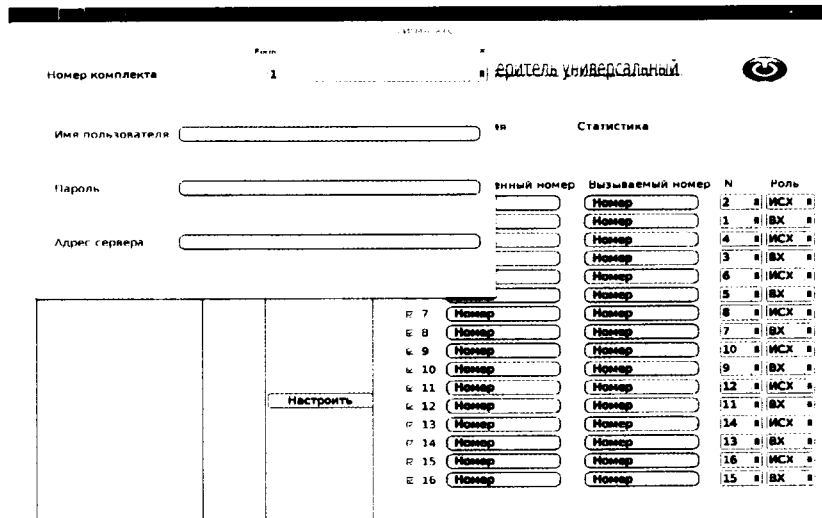 Form
Номер комплекта 1
еритель универсальный
Имя пользователя
ия Статистика
Пароль
енный номер Вызываемый номер N Роль
Номер 2 ИСХ
Номер 1 ВХ
Адрес сервера
Номер 4 ИСХ
Номер 3 ВХ
Номер 6 ИСХ
Номер 5 ВХ
7 Номер Номер 8 ИСХ
8 Номер Номер 7 ВХ
9 Номер Номер 10 ИСХ
10 Номер Номер 9 ВХ
11 Номер Номер 12 ИСХ
Настроить
12 Номер Номер 11 ВХ
13 Номер Номер 14 ИСХ
14 Номер Номер 13 ВХ
15 Номер Номер 16 ИСХ
16 Номер Номер 15 ВХ